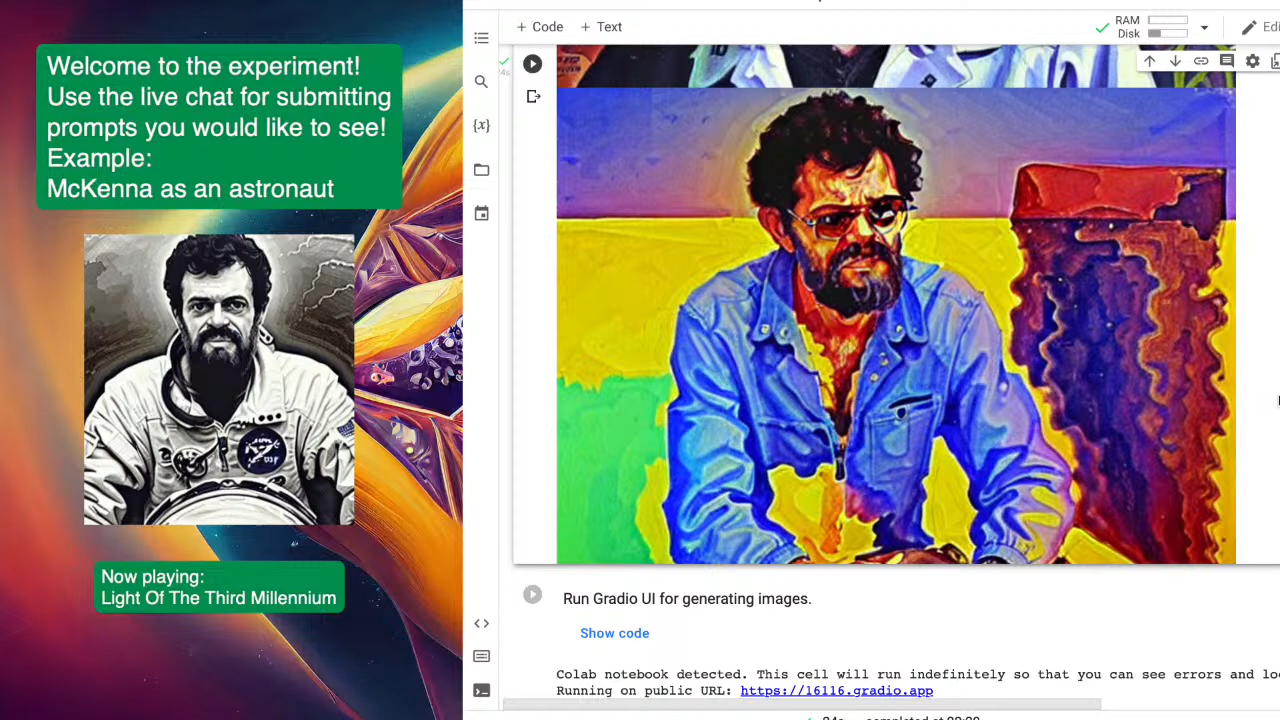 Welcome to the experiment!
Use the live chat for submitting
prompts you would like to see!
Example:
McKenna as an astronaut
Now playing:
Light Of The Third Millennium
+ Code + Text
RAM
Disk
Run Gradio UI for generating images.
Show code
Colab notebook detected. This cell will run indefinitely so that you can see errors and
Running on public URL: https://16116.gradio.app